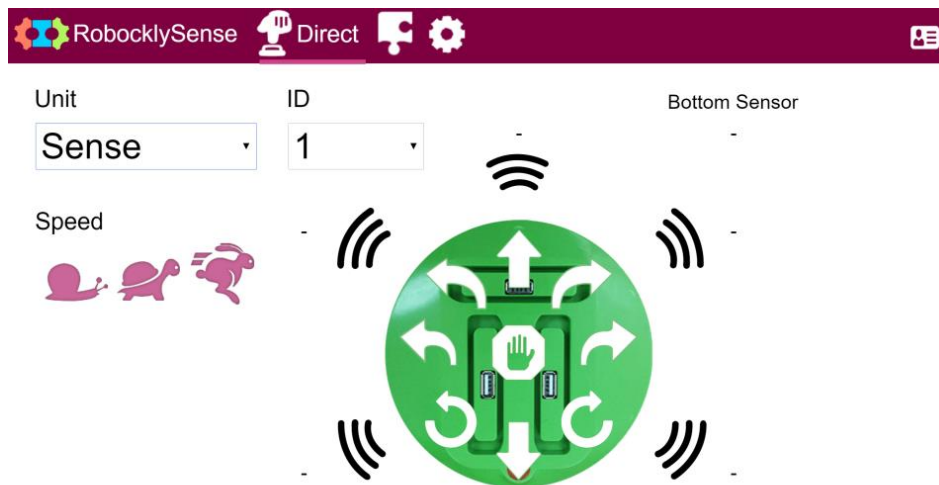 RobocklySense Direct
Unit ID Bottom Sensor
Sense 1 - -
Speed - -
- -